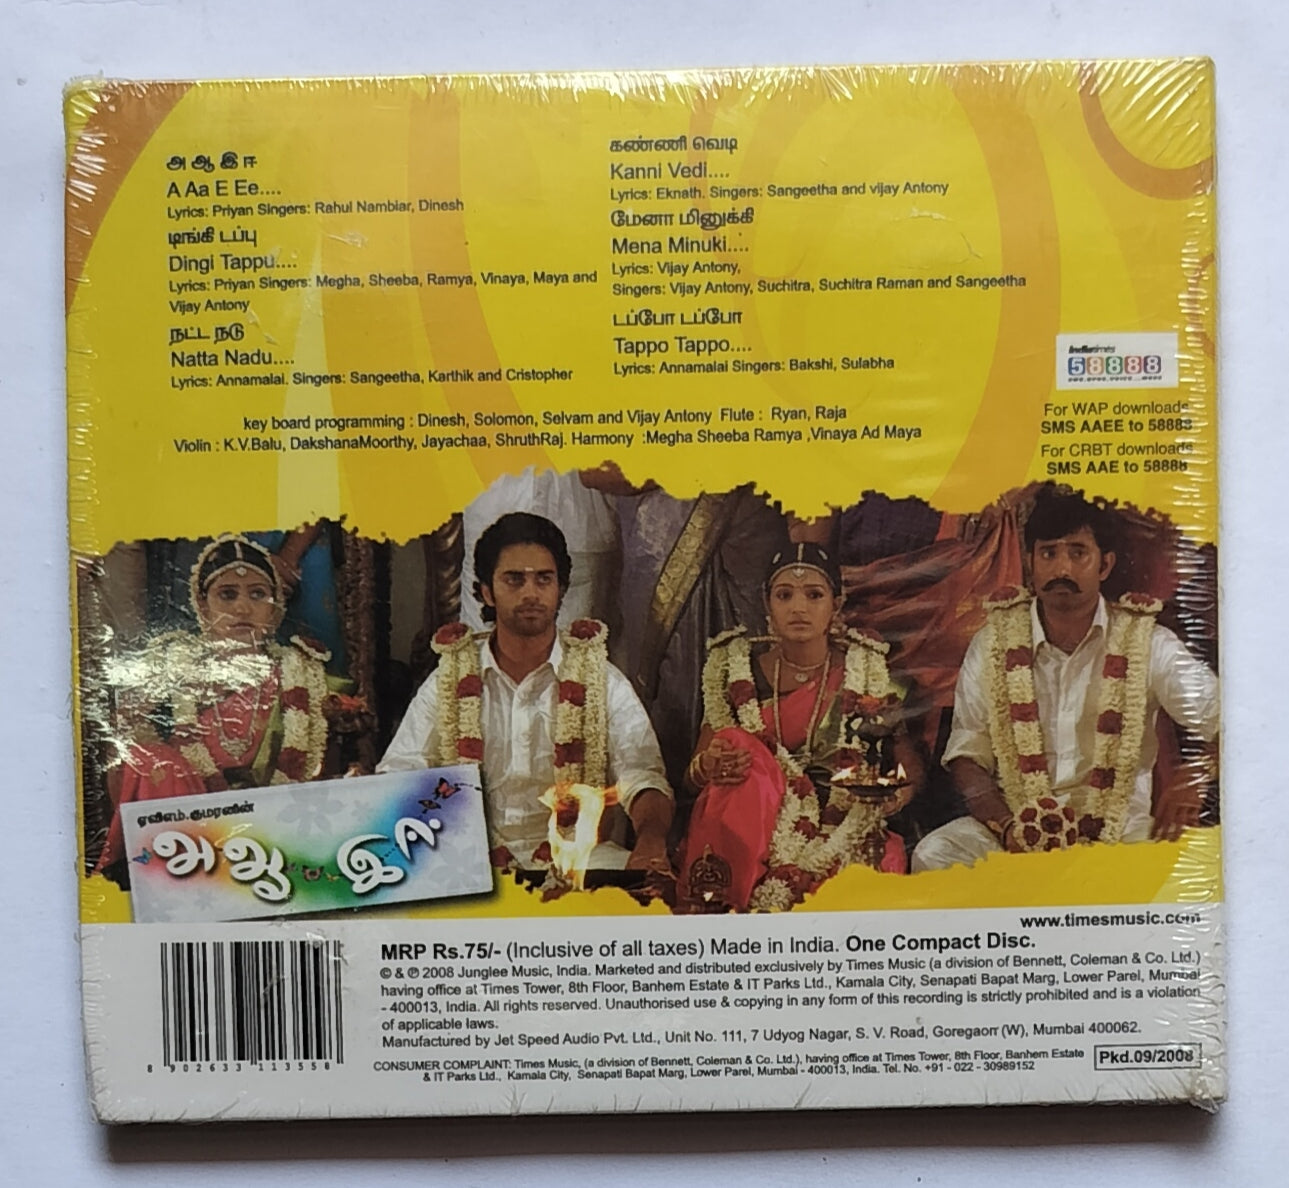 அ ஆ இ ஈ
A Aa E Ee....
Lyrics: Priyan Singers: Rahul Nambiar, Dinesh
டிங்கி டப்பு
Dingi Tappu....
Lyrics: Priyan Singers: Megha, Sheeba, Ramya, Vinaya, Maya and
Vijay Antony
நட்ட நடு
Natta Nadu....
Lyrics: Annamalai. Singers: Sangeetha, Karthik and Cristopher
கண்ணி வெடி
Kanni Vedi....
Lyrics: Eknath. Singers: Sangeetha and vijay Antony
மேனா மினுக்கி
Mena Minuki....
Lyrics: Vijay Antony,
Singers: Vijay Antony, Suchitra, Suchitra Raman and Sangeetha
டப்போ டப்போ
Tappo Tappo....
Lyrics: Annamalai Singers: Bakshi, Sulabha
key board programming : Dinesh, Solomon, Selvam and Vijay Antony Flute : Ryan, Raja
Violin : K.V.Balu, DakshanaMoorthy, Jayachaa, ShruthRaj. Harmony :Megha Sheeba Ramya ,Vinaya Ad Maya
indiatimes
58888
For WAP downloads
SMS AAEE to 58888
For CRBT downloads
SMS AAE to 58888
ஏவிஎம்.குமரனின்
அ ஆ இ ஈ
www.timesmusic.com
MRP Rs.75/- (Inclusive of all taxes) Made in India. One Compact Disc.
© & ℗ 2008 Junglee Music, India. Marketed and distributed exclusively by Times Music (a division of Bennett, Coleman & Co. Ltd.)
having office at Times Tower, 8th Floor, Banhem Estate & IT Parks Ltd., Kamala City, Senapati Bapat Marg, Lower Parel, Mumbai
- 400013, India. All rights reserved. Unauthorised use & copying in any form of this recording is strictly prohibited and is a violation
of applicable laws.
Manufactured by Jet Speed Audio Pvt. Ltd., Unit No. 111, 7 Udyog Nagar, S. V. Road, Goregaon (W), Mumbai 400062.
CONSUMER COMPLAINT: Times Music, (a division of Bennett, Coleman & Co. Ltd.), having office at Times Tower, 8th Floor, Banhem Estate
& IT Parks Ltd., Kamala City, Senapati Bapat Marg, Lower Parel, Mumbai - 400013, India. Tel. No. +91 - 022 - 30989152
Pkd.09/2008
8 902633 113558